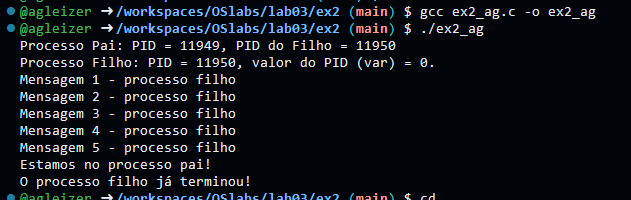 @agleizer ➜/workspaces/OSlabs/lab03/ex2 (main) $ gcc ex2_ag.c -o ex2_ag
@agleizer ➜/workspaces/OSlabs/lab03/ex2 (main) $ ./ex2_ag
Processo Pai: PID = 11949, PID do Filho = 11950
Processo Filho: PID = 11950, valor do PID (var) = 0.
Mensagem 1 - processo filho
Mensagem 2 - processo filho
Mensagem 3 - processo filho
Mensagem 4 - processo filho
Mensagem 5 - processo filho
Estamos no processo pai!
O processo filho já terminou!
@agleizer ➜/workspaces/OSlabs/lab03/ex2 (main) $ cd